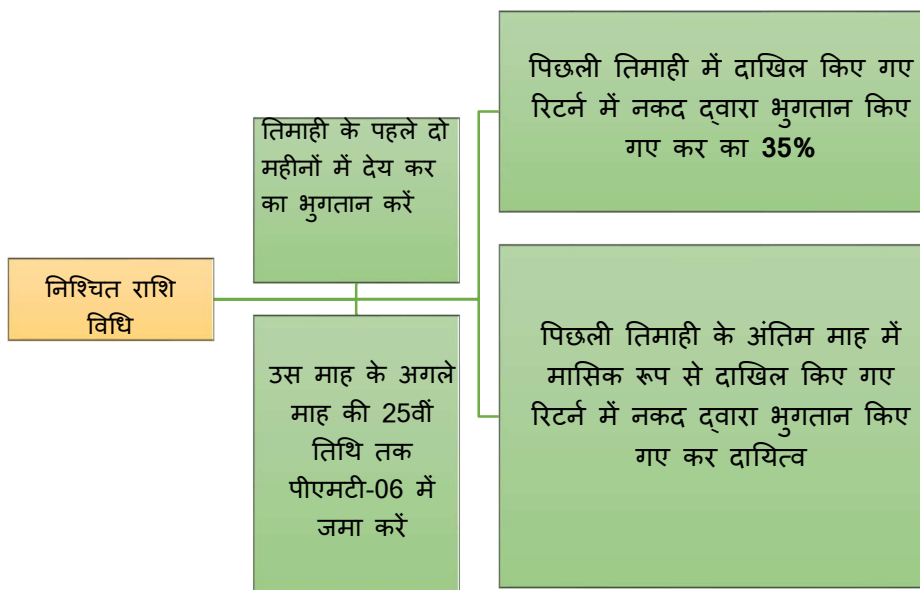 निश्चित राशि
विधि
तिमाही के पहले दो
महीनों में देय कर
का भुगतान करें
उस माह के अगले
माह की 25वीं
तिथि तक
पीएमटी-06 में
जमा करें
पिछली तिमाही में दाखिल किए गए
रिटर्न में नकद द्वारा भुगतान किए
गए कर का 35%
पिछली तिमाही के अंतिम माह में
मासिक रूप से दाखिल किए गए
रिटर्न में नकद द्वारा भुगतान किए
गए कर दायित्व